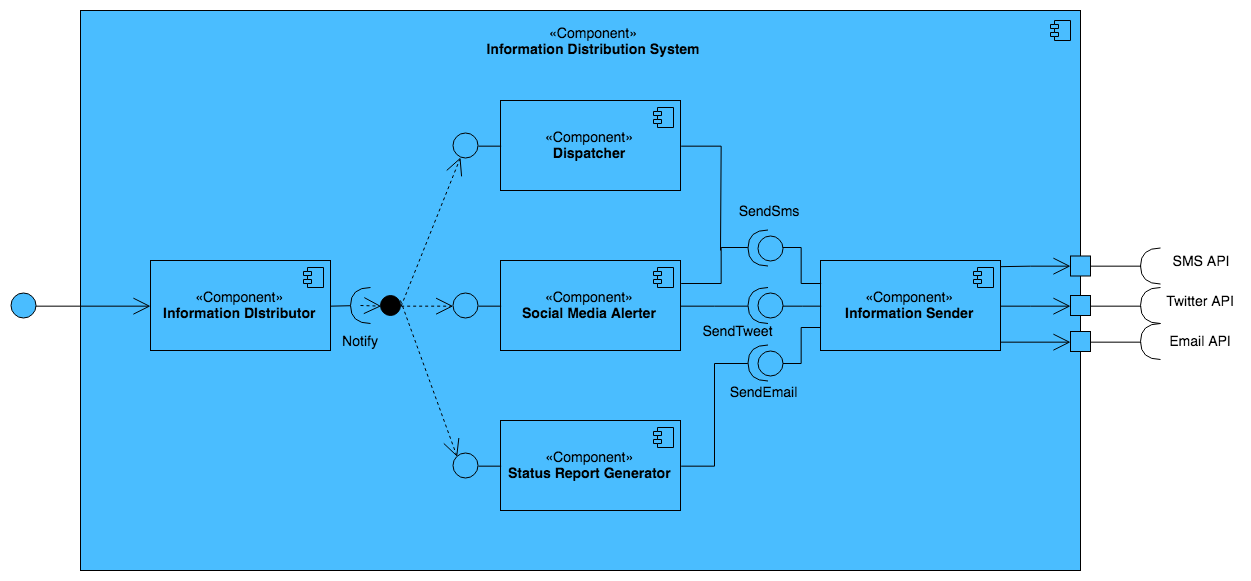 «Component»
Information Distribution System
«Component»
Dispatcher
SendSms
«Component»
Information DIstributor
Notify
«Component»
Social Media Alerter
SendTweet
«Component»
Information Sender
SMS API
Twitter API
Email API
SendEmail
«Component»
Status Report Generator